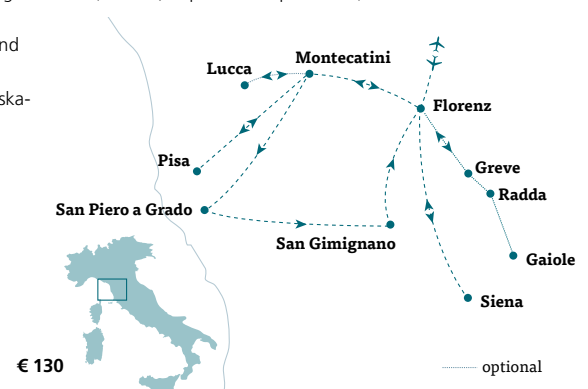 nd
ska-
Montecatini
Lucca
Florenz
Pisa
Greve
Radda
San Piero a Grado
San Gimignano
Gaiole
Siena
€ 130
optional